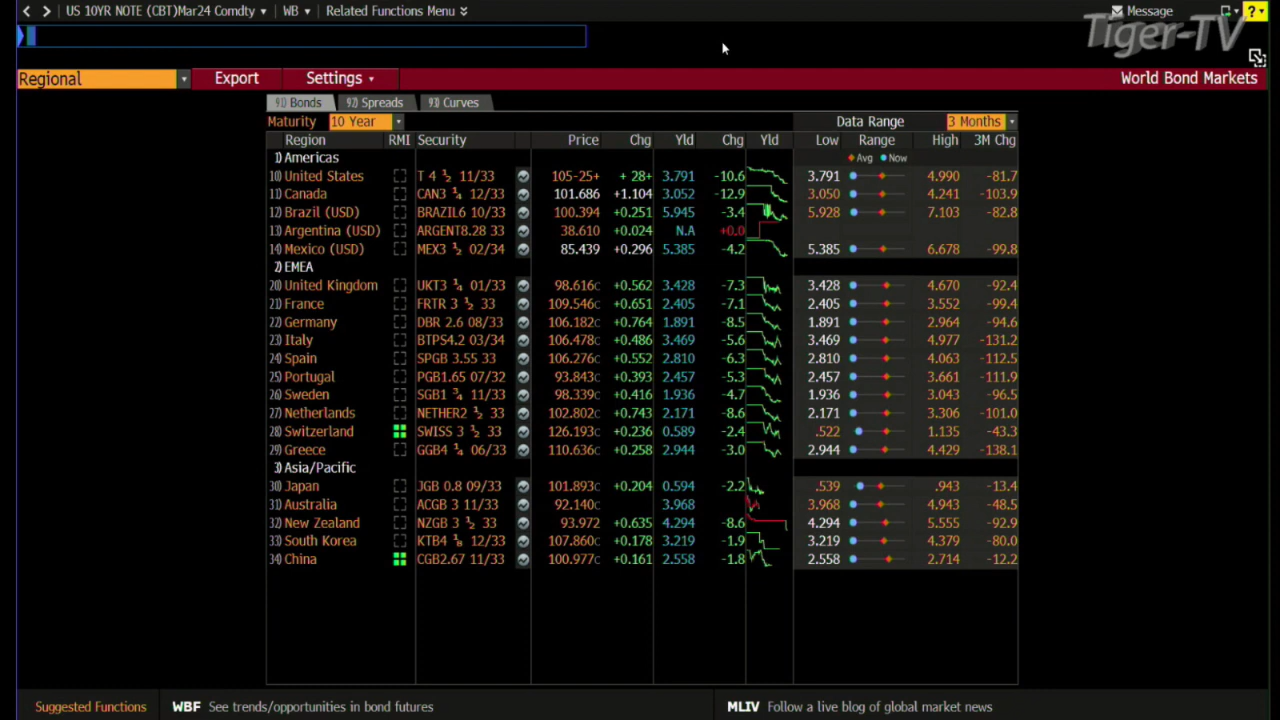 < > US 10YR NOTE (CBT)Mar24 Comdty WB Related Functions Menu Message ?
Tiger-TV
Regional Export Settings World Bond Markets
91) Bonds 92) Spreads 93) Curves
Maturity 10 Year Data Range 3 Months
Region RMI Security Price Chg Yld Chg Yld Low Range High 3M Chg
1) Americas Avg Now
10) United States T 4 ½ 11/33 105-25+ + 28+ 3.791 -10.6 3.791 4.990 -81.7
11) Canada CAN3 ¼ 12/33 101.686 +1.104 3.052 -12.9 3.050 4.241 -103.9
12) Brazil (USD) BRAZIL6 10/33 100.394 +0.251 5.945 -3.4 5.928 7.103 -82.8
13) Argentina (USD) ARGENT8.28 33 38.610 +0.024 N.A +0.0
14) Mexico (USD) MEX3 ½ 02/34 85.439 +0.296 5.385 -4.2 5.385 6.678 -99.8
2) EMEA
20) United Kingdom UKT3 ¼ 01/33 98.616c +0.562 3.428 -7.3 3.428 4.670 -92.4
21) France FRTR 3 ½ 33 109.546c +0.651 2.405 -7.1 2.405 3.552 -99.4
22) Germany DBR 2.6 08/33 106.182c +0.764 1.891 -8.5 1.891 2.964 -94.6
23) Italy BTPS4.2 03/34 106.478c +0.486 3.469 -5.6 3.469 4.977 -131.2
24) Spain SPGB 3.55 33 106.276c +0.552 2.810 -6.3 2.810 4.063 -112.5
25) Portugal PGB1.65 07/32 93.843c +0.393 2.457 -5.3 2.457 3.661 -111.9
26) Sweden SGB1 ¾ 11/33 98.339c +0.416 1.936 -4.7 1.936 3.043 -96.5
27) Netherlands NETHER2 ½ 33 102.802c +0.743 2.171 -8.6 2.171 3.306 -101.0
28) Switzerland SWISS 3 ½ 33 126.193c +0.236 0.589 -2.4 .522 1.135 -43.3
29) Greece GGB4 ¼ 06/33 110.636c +0.258 2.944 -3.0 2.944 4.429 -138.1
3) Asia/Pacific
30) Japan JGB 0.8 09/33 101.893c +0.204 0.594 -2.2 .539 .943 -13.4
31) Australia ACGB 3 11/33 92.140c 3.968 3.968 4.943 -48.5
32) New Zealand NZGB 3 ½ 33 93.972 +0.635 4.294 -8.6 4.294 5.555 -92.9
33) South Korea KTB4 ⅛ 12/33 107.860c +0.178 3.219 -1.9 3.219 4.379 -80.0
34) China CGB2.67 11/33 100.977c +0.161 2.558 -1.8 2.558 2.714 -12.2
Suggested Functions WBF See trends/opportunities in bond futures MLIV Follow a live blog of global market news